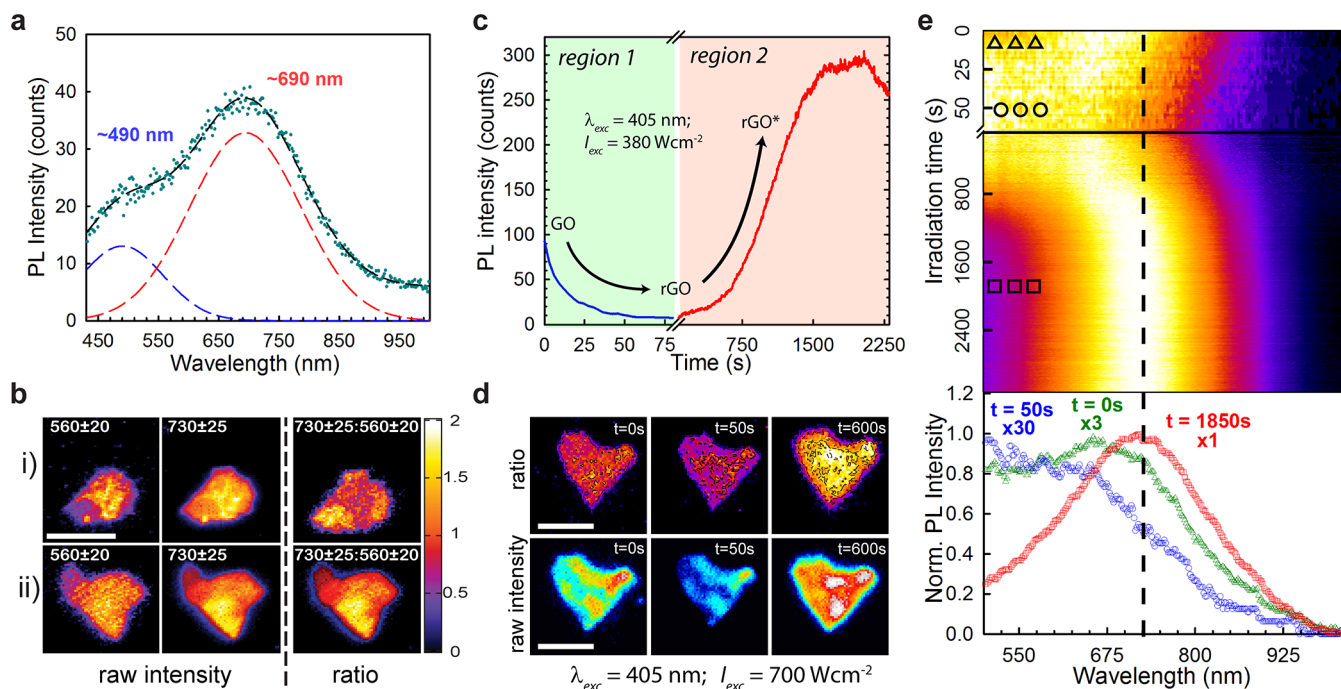 a
PL Intensity (counts)
50
40
30
20
10
0
~490 nm
~690 nm
450 550 650 750 850 950
Wavelength (nm)
b
i)
560±20
730±25
730±25:560±20
ii)
560±20
730±25
730±25:560±20
2
1.5
1
0.5
0
raw intensity
ratio
c
PL intensity (counts)
300
250
200
150
100
50
0
region 1
region 2
λexc = 405 nm;
Iexc = 380 Wcm-2
GO
rGO
rGO*
0 25 50 75 750 1500 2250
Time (s)
d
ratio
t=0s
t=50s
t=600s
raw intensity
t=0s
t=50s
t=600s
λexc = 405 nm; Iexc = 700 Wcm-2
e
Irradiation time (s)
0
25
50
800
1600
2400
Norm. PL Intensity
1.2
1.0
0.8
0.6
0.4
0.2
0.0
t = 50s
x30
t = 0s
x3
t = 1850s
x1
550 675 800 925
Wavelength (nm)